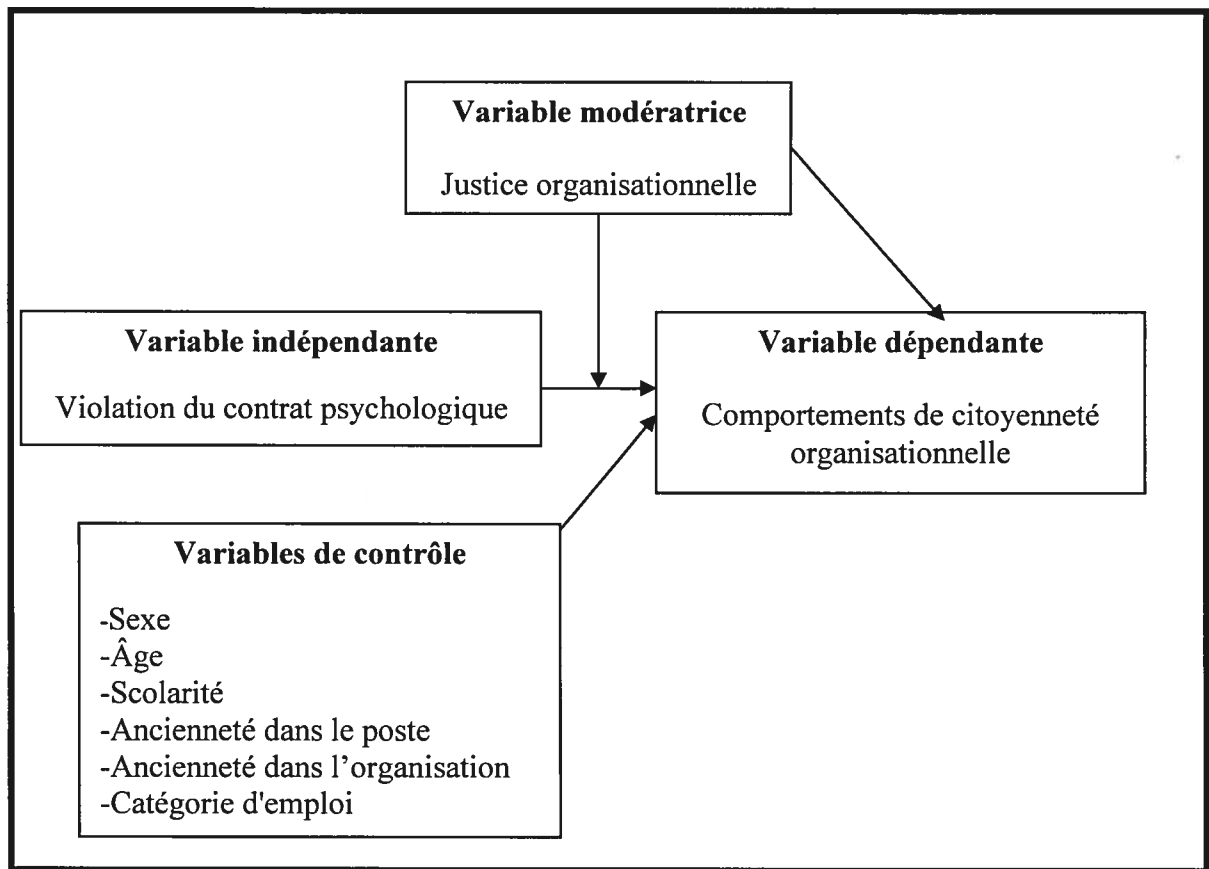 Variable modératrice
Justice organisationnelle
Variable indépendante
Violation du contrat psychologique
Variable dépendante
Comportements de citoyenneté
organisationnelle
Variables de contrôle
-Sexe
-Âge
-Scolarité
-Ancienneté dans le poste
-Ancienneté dans l'organisation
-Catégorie d'emploi